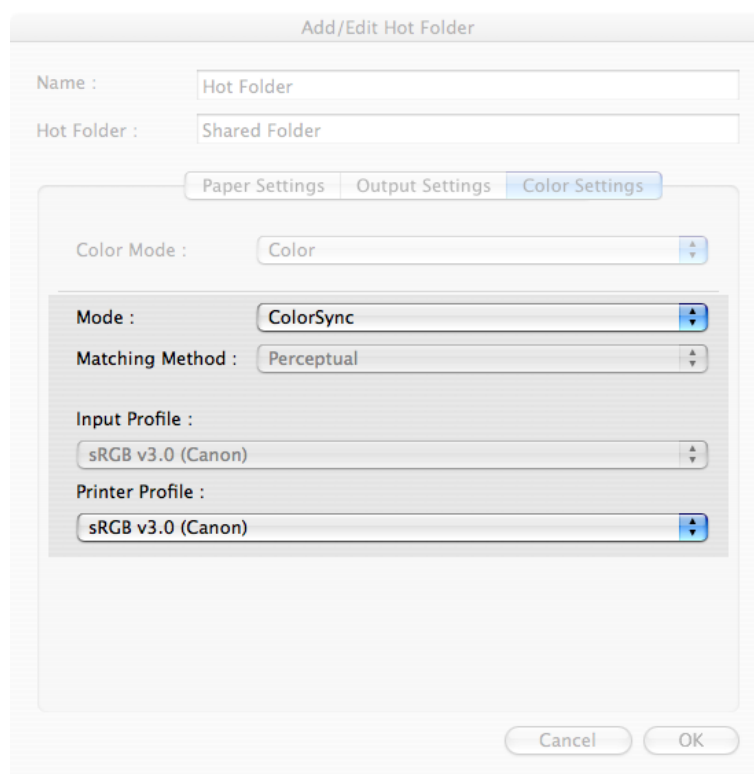 Add/Edit Hot Folder
Name : Hot Folder
Hot Folder : Shared Folder
Paper Settings Output Settings Color Settings
Color Mode : Color
Mode : ColorSync
Matching Method : Perceptual
Input Profile :
sRGB v3.0 (Canon)
Printer Profile :
sRGB v3.0 (Canon)
Cancel OK